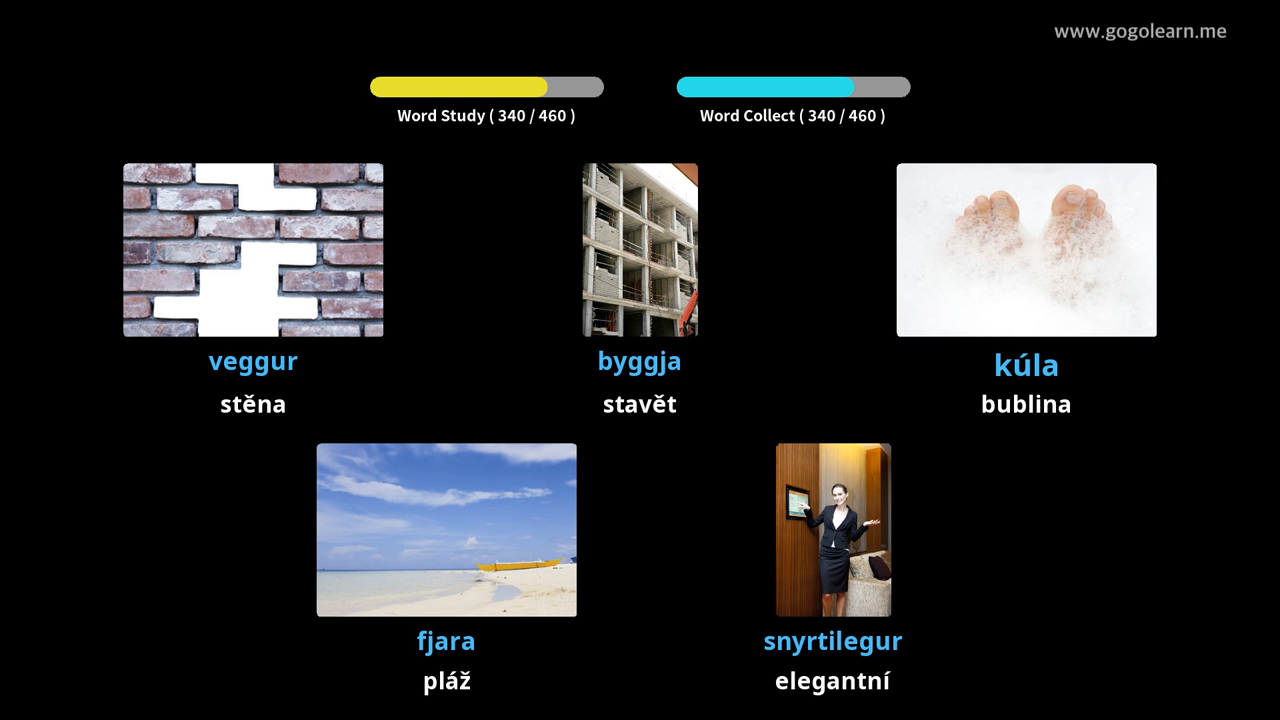 www.gogolearn.me
Word Study ( 340 / 460 )
Word Collect ( 340 / 460 )
veggur
byggja
kúla
stěna
stavět
bublina
fjara
snyrtilegur
pláž
elegantní